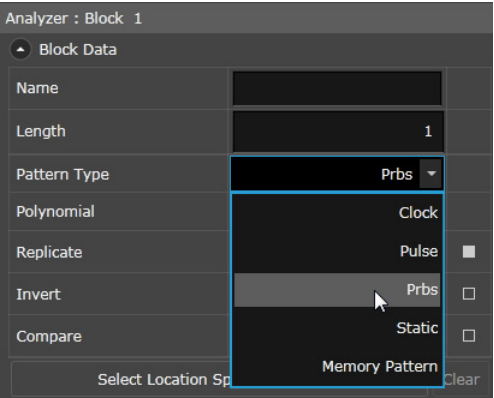 Analyzer : Block 1
Block Data
Name
Length 1
Pattern Type Prbs
Polynomial
Clock
Replicate
Pulse
Prbs
Invert
Static
Compare
Memory Pattern
Select Location Sp
Clear